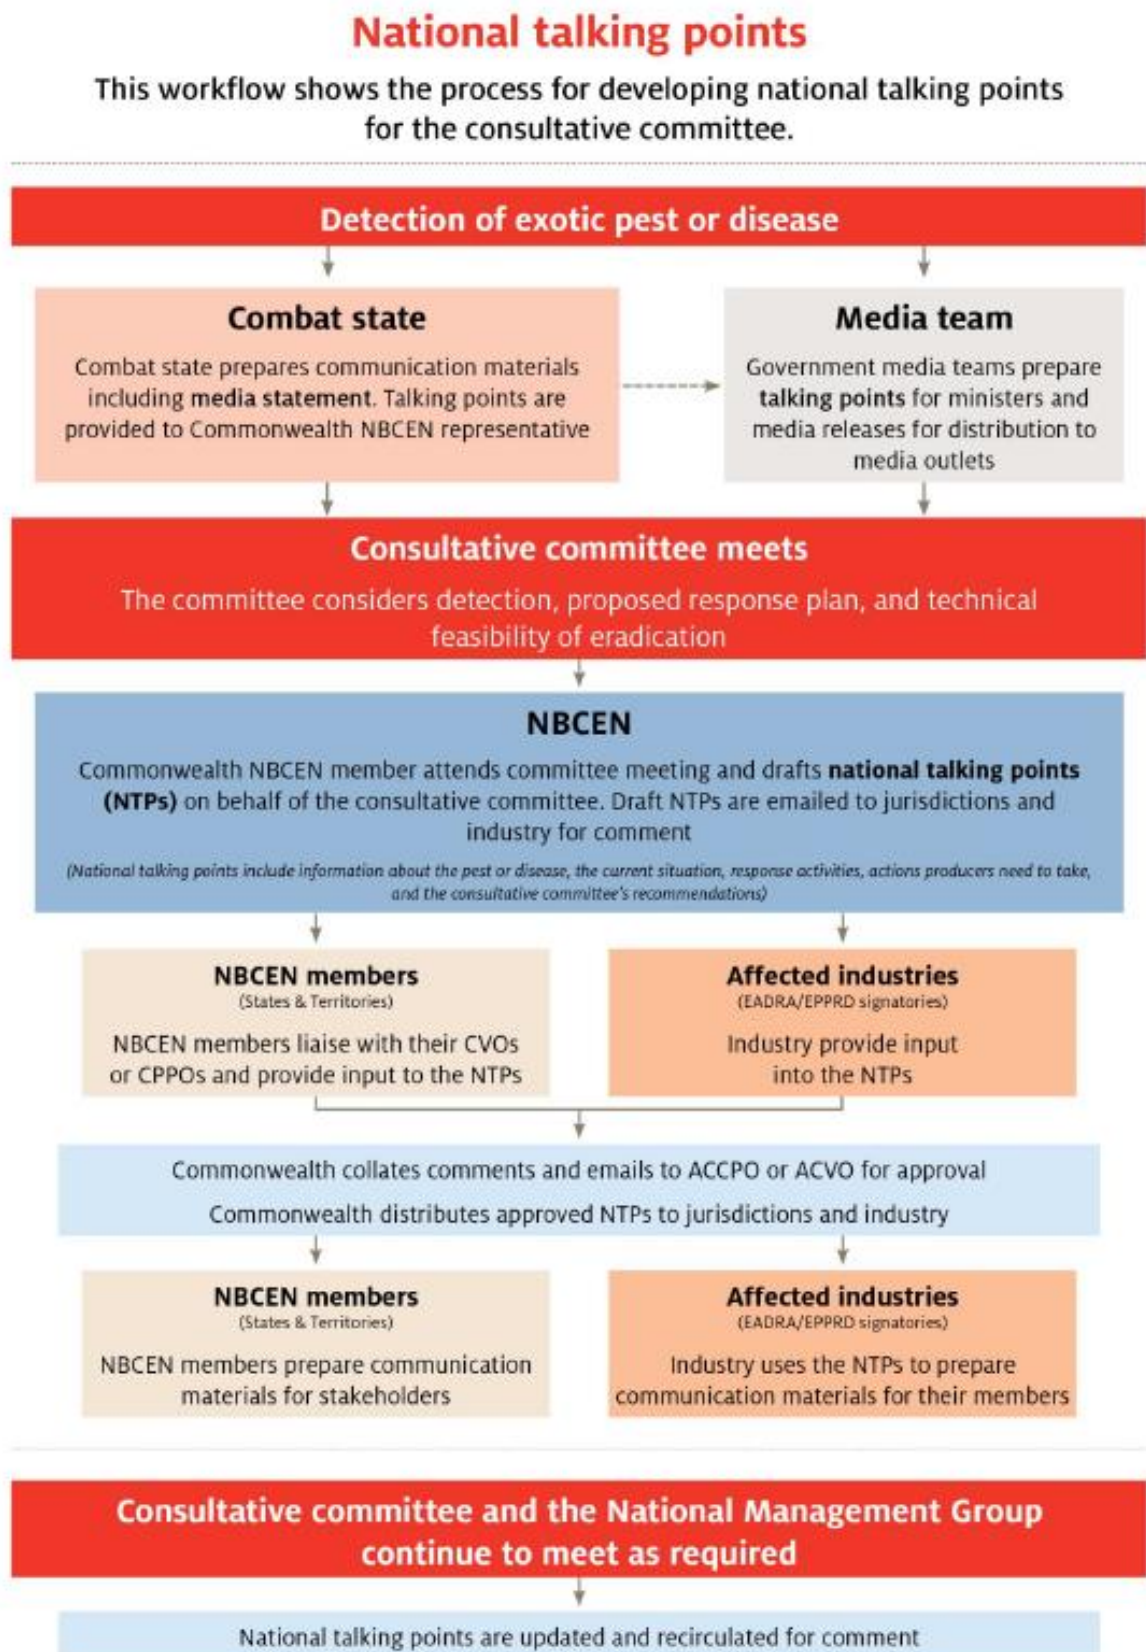 National talking points
This workflow shows the process for developing national talking points
for the consultative committee.
Detection of exotic pest or disease
Combat state
Combat state prepares communication materials
including media statement. Talking points are
provided to Commonwealth NBCEN representative
Media team
Government media teams prepare
talking points for ministers and
media releases for distribution to
media outlets
Consultative committee meets
The committee considers detection, proposed response plan, and technical
feasibility of eradication
NBCEN
Commonwealth NBCEN member attends committee meeting and drafts national talking points
(NTPs) on behalf of the consultative committee. Draft NTPs are emailed to jurisdictions and
industry for comment
(National talking points include information about the pest or disease, the current situation, response activities, actions producers need to take,
and the consultative committee's recommendations)
NBCEN members
(States & Territories)
NBCEN members liaise with their CVOs
or CPPOs and provide input to the NTPs
Affected industries
(EADRA/EPPRD signatories)
Industry provide input
into the NTPs
Commonwealth collates comments and emails to ACCPO or ACVO for approval
Commonwealth distributes approved NTPs to jurisdictions and industry
NBCEN members
(States & Territories)
NBCEN members prepare communication
materials for stakeholders
Affected industries
(EADRA/EPPRD signatories)
Industry uses the NTPs to prepare
communication materials for their members
Consultative committee and the National Management Group
continue to meet as required
National talking points are updated and recirculated for comment